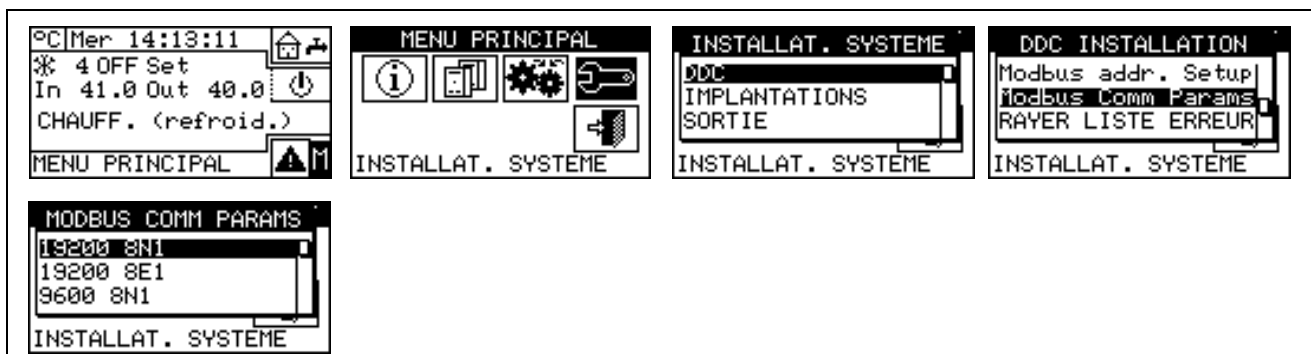 °C Mer 14:13:11
4 OFF Set
In 41.0 Out 40.0
CHAUFF. (refroid.)
MENU PRINCIPAL M
MENU PRINCIPAL
i
INSTALLAT. SYSTEME
INSTALLAT. SYSTEME
DDC
IMPLANTATIONS
SORTIE
INSTALLAT. SYSTEME
DDC INSTALLATION
Modbus addr. Setup
Modbus Comm Params
RAYER LISTE ERREUR
INSTALLAT. SYSTEME
MODBUS COMM PARAMS
19200 8N1
19200 8E1
9600 8N1
INSTALLAT. SYSTEME